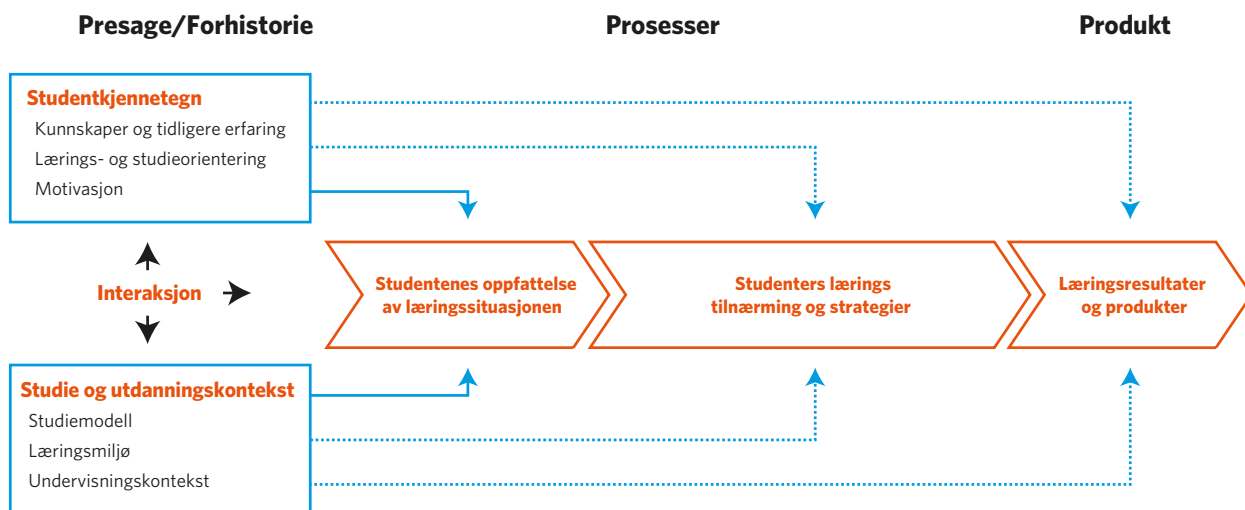 Presage/Forhistorie
Prosesser
Produkt
Studentkjennetegn
Kunnskaper og tidligere erfaring
Lærings- og studieorientering
Motivasjon
Interaksjon
Studentenes oppfattelse
av læringssituasjonen
Studenters lærings
tilnærming og strategier
Læringsresultater
og produkter
Studie og utdanningskontekst
Studiemodell
Læringsmiljø
Undervisningskontekst